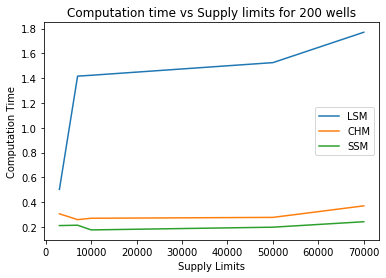 Computation time vs Supply limits for 200 wells
1.8
1.6
1.4
1.2
1.0
0.8
0.6
0.4
0.2
Computation Time
LSM
CHM
SSM
0 10000 20000 30000 40000 50000 60000 70000
Supply Limits